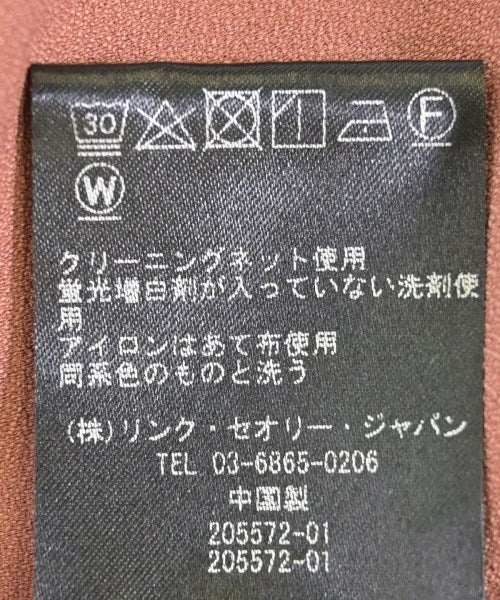 30 F
W
クリーニングネット使用
蛍光増白剤が入っていない洗剤使
用
アイロンはあて布使用
同系色のものと洗う
(株)リンク・セオリー・ジャパン
TEL 03-6865-0206
中国製
205572-01
205572-01